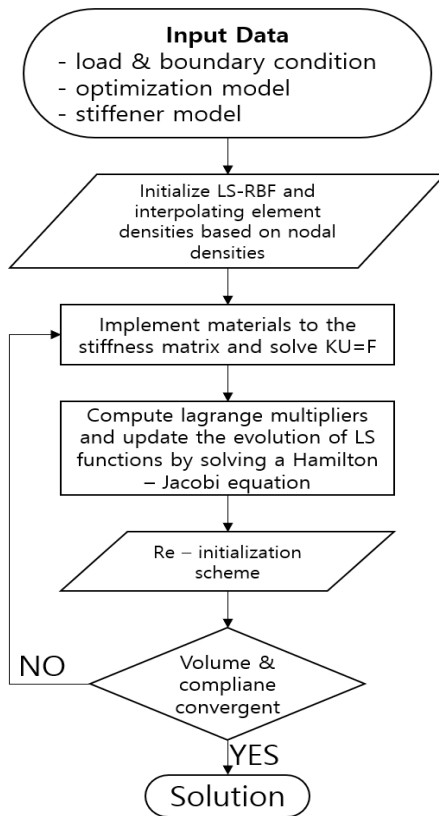 Input Data
- load & boundary condition
- optimization model
- stiffener model
Initialize LS-RBF and
interpolating element
densities based on nodal
densities
Implement materials to the
stiffness matrix and solve KU=F
Compute lagrange multipliers
and update the evolution of LS
functions by solving a Hamilton
– Jacobi equation
Re – initialization
scheme
Volume &
compliane
convergent
NO
YES
Solution